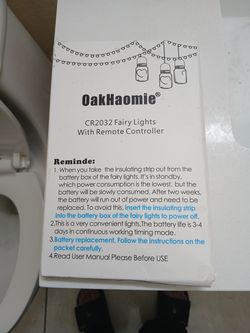 OakHaomie®
CR2032 Fairy Lights
With Remote Controller
Reminde:
1. When you take the insulating strip out from the
battery box of the fairy lights. It's in standby,
which power consumption is the lowest, but the
battery will be slowly consumed. After two weeks,
the battery will run out of power and need to be
replaced. To avoid this, insert the insulating strip
into the battery box of the fairy lights to power off.
2.This is a very convenient lights,The battery life is 3-4
days in continuous working timing mode.
3.Battery replacement, Follow the instructions on the
packet carefully.
4.Read User Manual Please Before USE